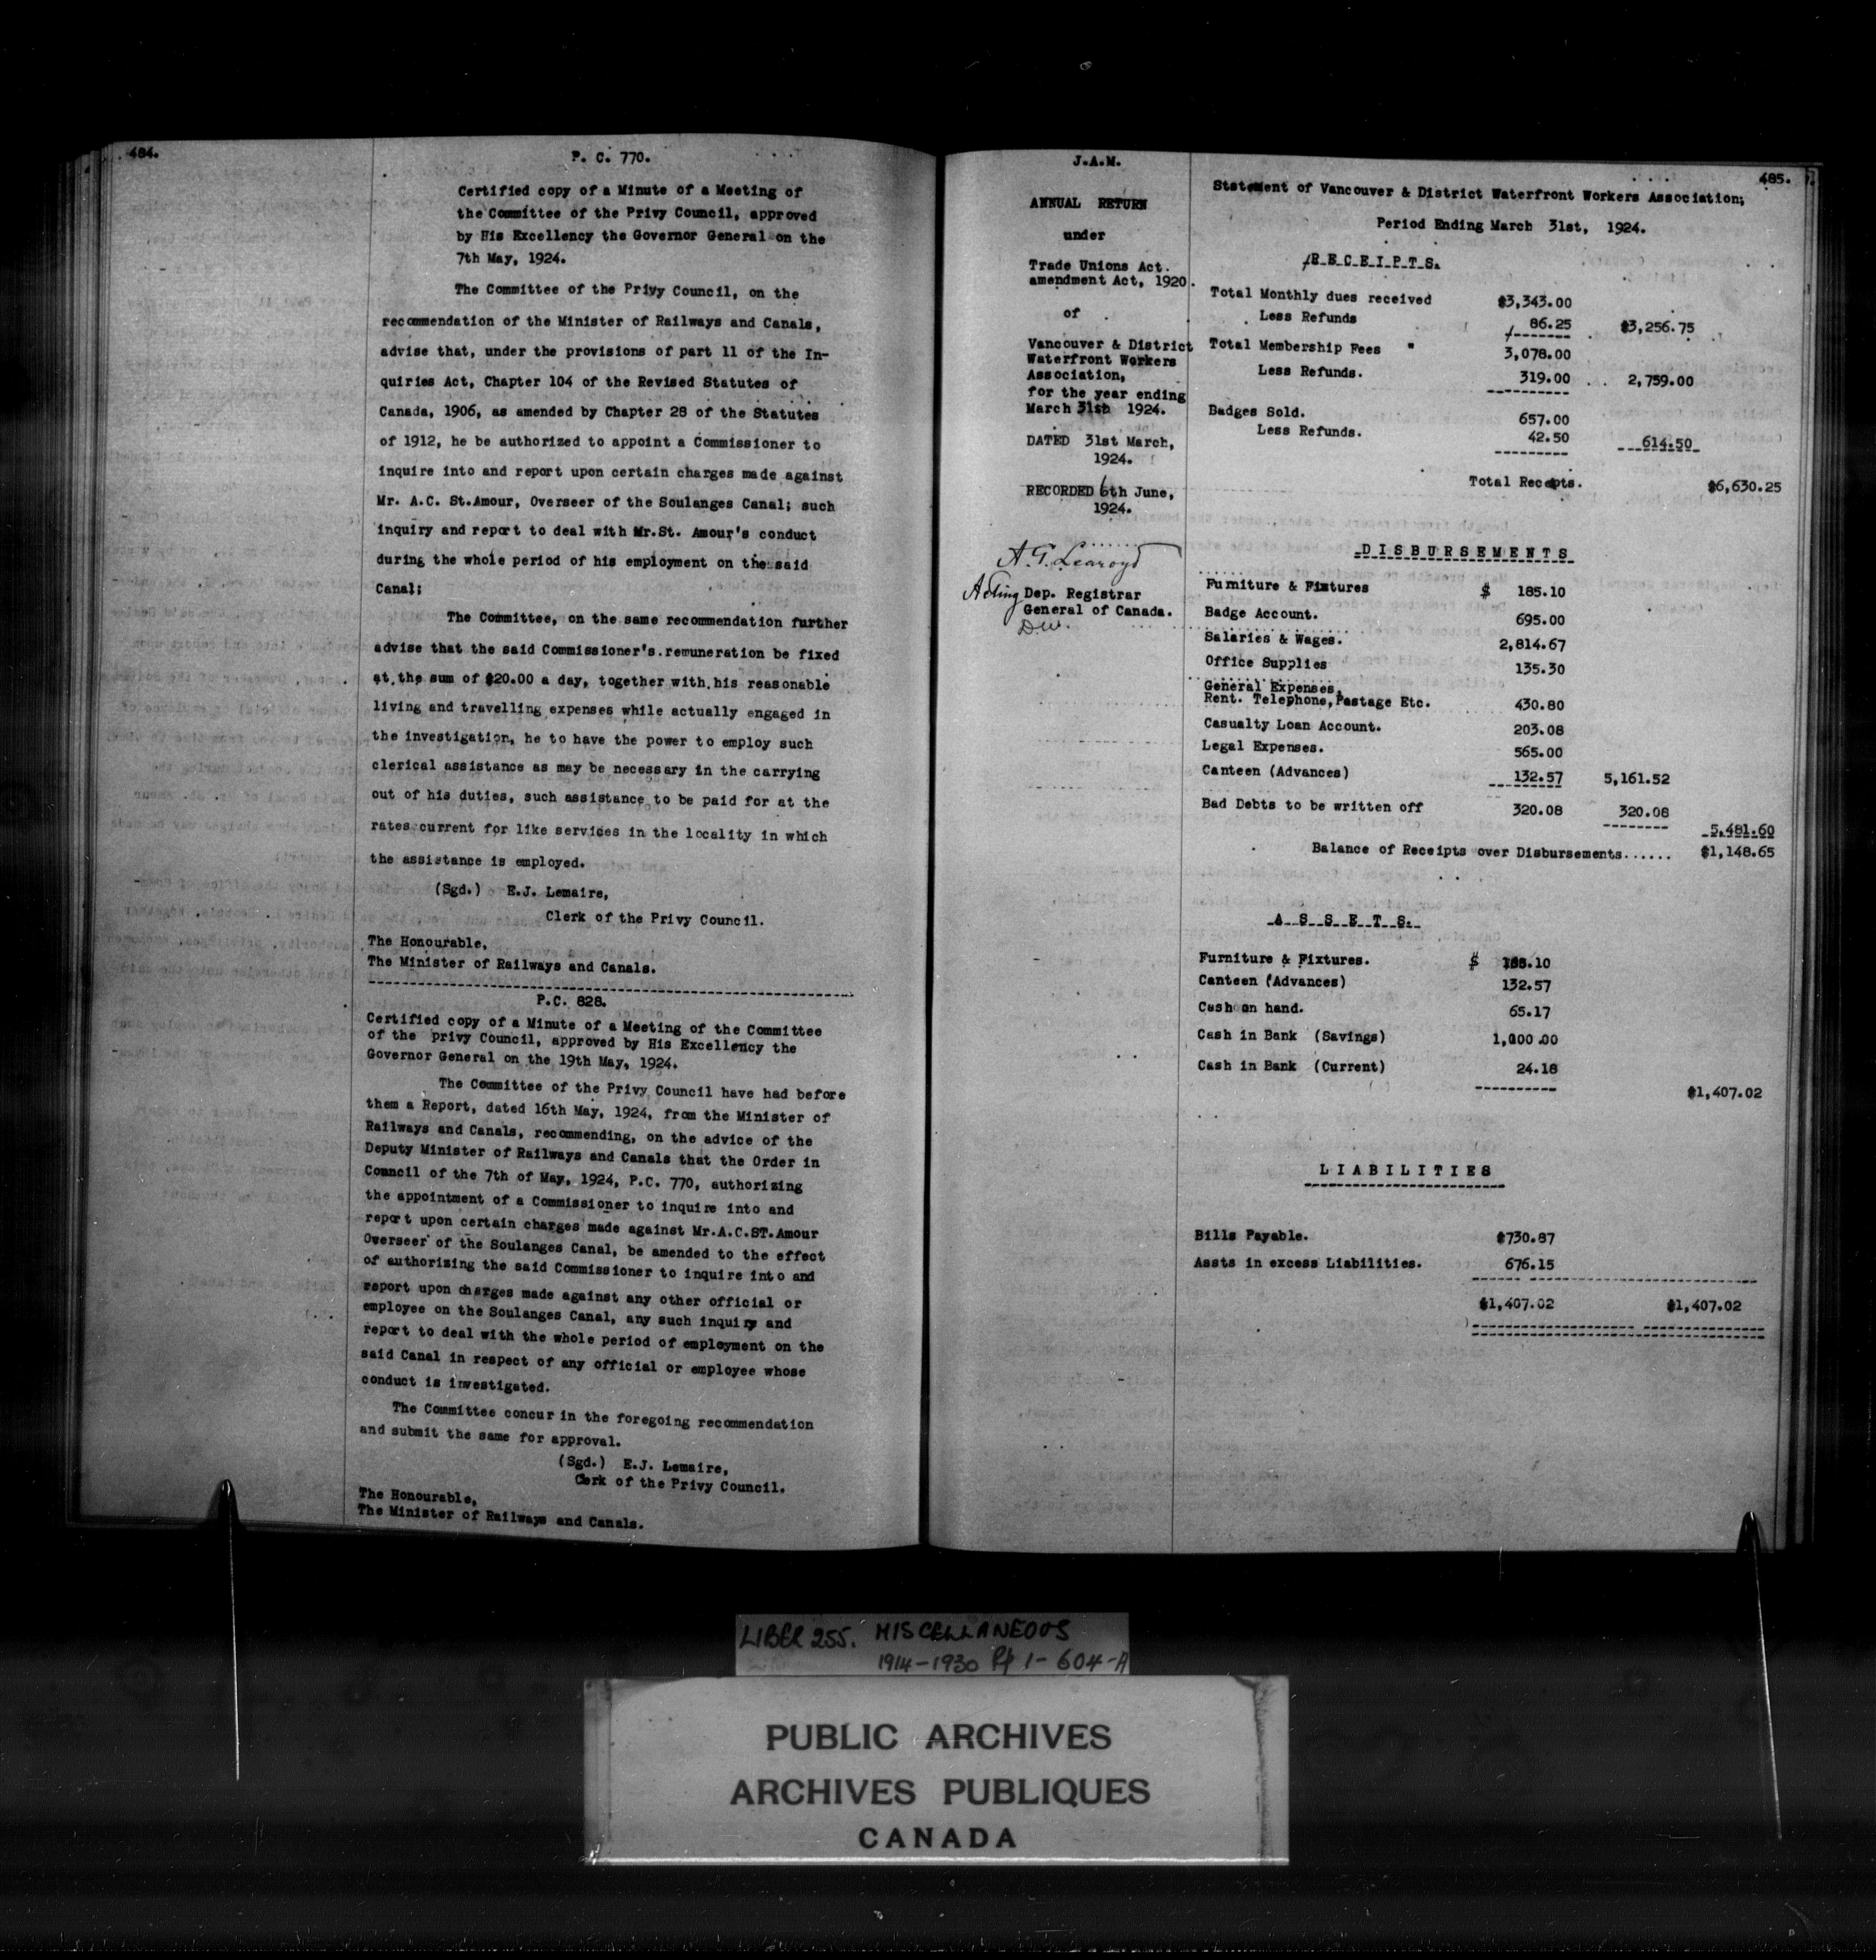 484.
P. C. 770.
Certified copy of a Minute of a Meeting of
the Committee of the Privy Council, approved
by His Excellency the Governor General on the
7th May, 1924.
The Committee of the Privy Council, on the
recommendation of the Minister of Railways and Canals,
advise that, under the provisions of part 11 of the In-
quiries Act, Chapter 104 of the Revised Statutes of
Canada, 1906, as amended by Chapter 28 of the Statutes
of 1912, he be authorized to appoint a Commissioner to
inquire into and report upon certain charges made against
Mr. A.C. St.Amour, Overseer of the Soulanges Canal; such
inquiry and report to deal with Mr.St. Amour's conduct
during the whole period of his employment on the said
Canal;
The Committee, on the same recommendation further
advise that the said Commissioner's remuneration be fixed
at the sum of $20.00 a day, together with his reasonable
living and travelling expenses while actually engaged in
the investigation, he to have the power to employ such
clerical assistance as may be necessary in the carrying
out of his duties, such assistance to be paid for at the
rates current for like services in the locality in which
the assistance is employed.
(Sgd.) E.J. Lemaire,
Clerk of the Privy Council.
The Honourable,
The Minister of Railways and Canals.
P.C. 828.
Certified copy of a Minute of a Meeting of the Committee
of the privy Council, approved by His Excellency the
Governor General on the 19th May, 1924.
The Committee of the Privy Council have had before
them a Report, dated 16th May, 1924, from the Minister of
Railways and Canals, recommending, on the advice of the
Deputy Minister of Railways and Canals that the Order in
Council of the 7th of May, 1924, P.C. 770, authorizing
the appointment of a Commissioner to inquire into and
report upon certain charges made against Mr.A.C.ST.Amour
Overseer of the Soulanges Canal, be amended to the effect
of authorizing the said Commissioner to inquire into and
report upon charges made against any other official or
employee on the Soulanges Canal, any such inquiry and
report to deal with the whole period of employment on the
said Canal in respect of any official or employee whose
conduct is investigated.
The Committee concur in the foregoing recommendation
and submit the same for approval.
(Sgd.) E.J. Lemaire,
Clerk of the Privy Council.
The Honourable,
The Minister of Railways and Canals.
J.A.M.
ANNUAL RETURN
under
Trade Unions Act.
amendment Act, 1920.
of
Vancouver & District
Waterfront Workers
Association,
for the year ending
March 31st 1924.
DATED 31st March,
1924.
RECORDED 6th June,
1924.
A. G. Learoyd
Acting Dep. Registrar
General of Canada.
D.W.
485.
Statement of Vancouver & District Waterfront Workers Association;
Period Ending March 31st, 1924.
R.E.C.E.I.P.T.S.
Total Monthly dues received $3,343.00
Less Refunds 86.25 $3,256.75
Total Membership Fees " 3,078.00
Less Refunds. 319.00 2,759.00
Badges Sold. 657.00
Less Refunds. 42.50 614.50
Total Recepts. $6,630.25
D I S B U R S E M E N T S
Furniture & Fixtures $ 185.10
Badge Account. 695.00
Salaries & Wages. 2,814.67
Office Supplies 135.30
General Expenses,
Rent. Telephone, Pastage Etc. 430.80
Casualty Loan Account. 203.08
Legal Expenses. 565.00
Canteen (Advances) 132.57 5,161.52
Bad Debts to be written off 320.08 320.08
5,481.60
Balance of Receipts over Disbursements...... $1,148.65
A S S E T S.
Furniture & Fixtures. $ 185.10
Canteen (Advances) 132.57
Cash on hand. 65.17
Cash in Bank (Savings) 1,000.00
Cash in Bank (Current) 24.18
$1,407.02
L I A B I L I T I E S
Bills Payable. $730.87
Assts in excess Liabilities. 676.15
$1,407.02 $1,407.02
LIBER 255. MISCELLANEOUS
1914-1930 Pf 1-604-A
PUBLIC ARCHIVES
ARCHIVES PUBLIQUES
CANADA